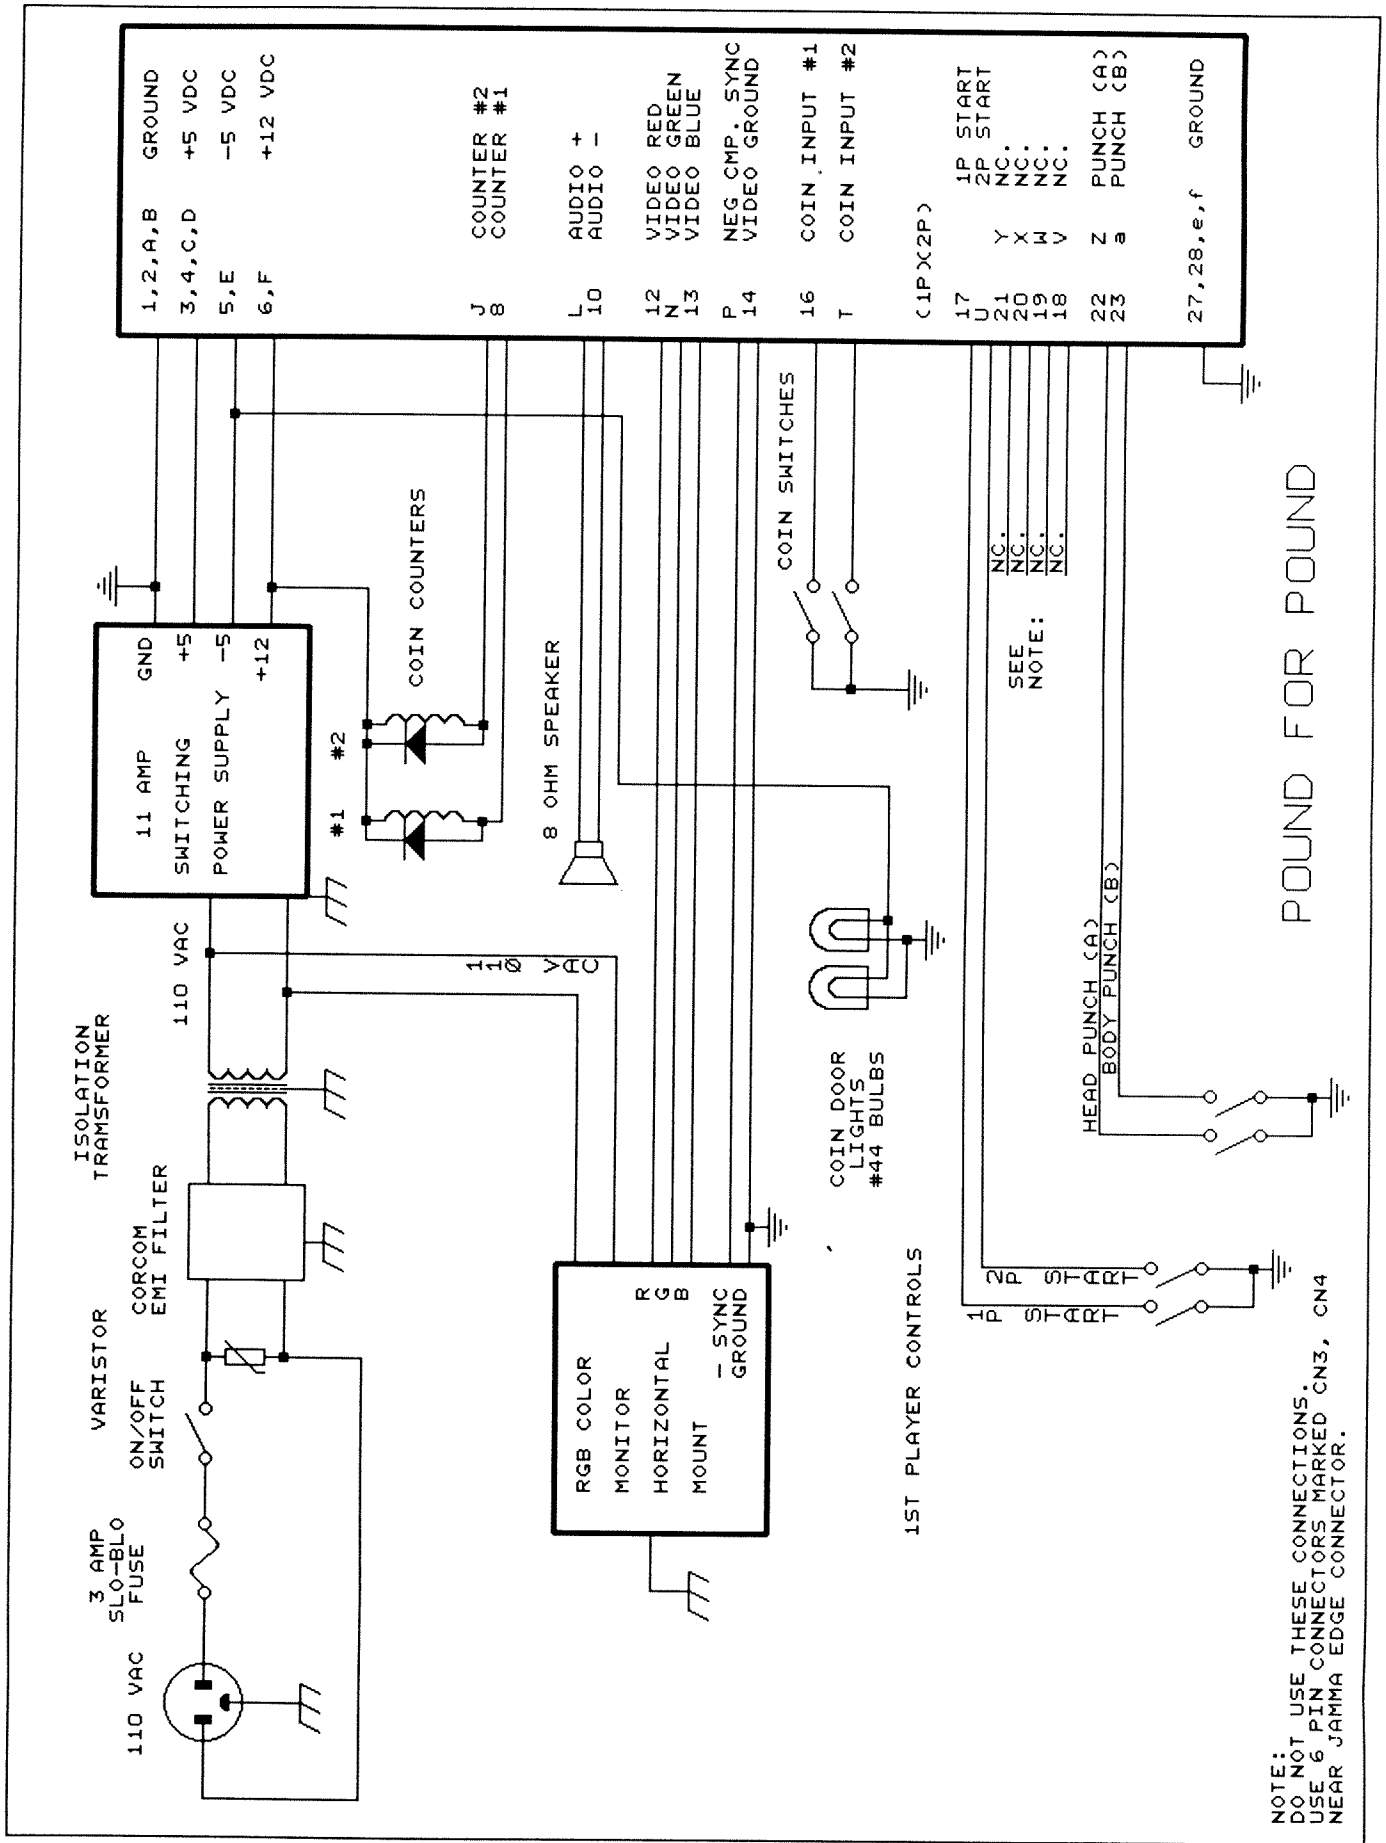 3 AMP
SLO-BLO
FUSE
110 VAC
VARISTOR
ON/OFF
SWITCH
CORCOM
EMI FILTER
ISOLATION
TRAMSFORMER
110 VAC
11 AMP
SWITCHING
POWER SUPPLY
GND
+5
-5
+12
1,2,A,B GROUND
3,4,C,D +5 VDC
5,E -5 VDC
6,F +12 VDC
#1 #2
COIN COUNTERS
J COUNTER #2
8 COUNTER #1
110 VAC
8 OHM SPEAKER
L AUDIO +
10 AUDIO -
RGB COLOR
MONITOR
HORIZONTAL
MOUNT
R
G
B
- SYNC
GROUND
12 VIDEO RED
N VIDEO GREEN
13 VIDEO BLUE
P NEG CMP. SYNC
14 VIDEO GROUND
COIN SWITCHES
16 COIN INPUT #1
T COIN INPUT #2
COIN DOOR
LIGHTS
#44 BULBS
1ST PLAYER CONTROLS
(1P)(2P)
17 1P START
U 2P START
21 Y NC.
20 X NC.
19 W NC.
18 V NC.
22 Z PUNCH (A)
23 a PUNCH (B)
27,28,e,f GROUND
NC.
NC.
NC.
NC.
SEE
NOTE:
1P START
2P START
HEAD PUNCH (A)
BODY PUNCH (B)
POUND FOR POUND
NOTE:
DO NOT USE THESE CONNECTIONS.
USE 6 PIN CONNECTORS MARKED CN3, CN4
NEAR JAMMA EDGE CONNECTOR.